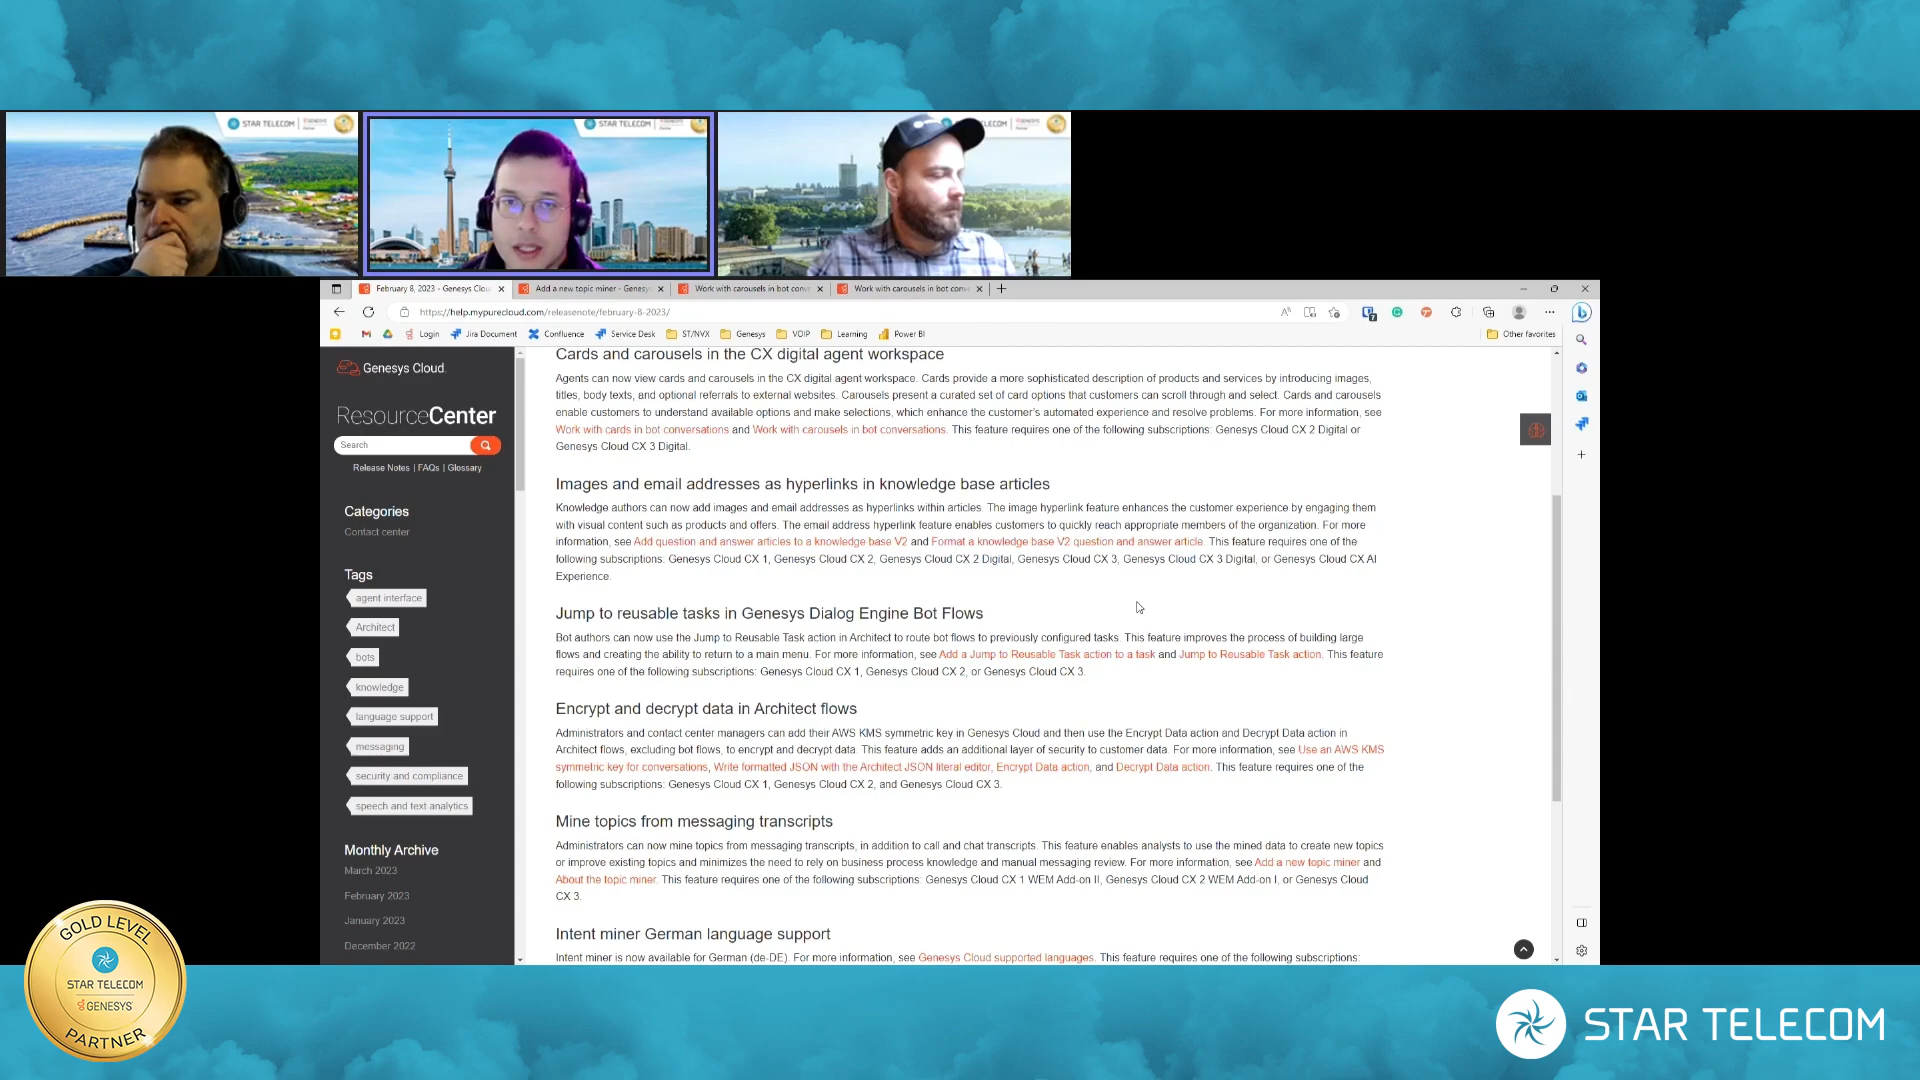 STAR TELECOM
GENESYS
STAR TELECOM
February 8, 2023 - Genesys Clou
Add a new topic miner - Genesy
Work with carousels in bot conv
Work with carousels in bot conv
https://help.mypurecloud.com/releasenote/february-8-2023/
Login
Jira Document
Confluence
Service Desk
ST/NVX
Genesys
VOIP
Learning
Power BI
Other favorites
Genesys Cloud.
ResourceCenter
Search
Release Notes | FAQs | Glossary
Categories
Contact center
Tags
agent interface
Architect
bots
knowledge
language support
messaging
security and compliance
speech and text analytics
Monthly Archive
March 2023
February 2023
January 2023
December 2022
Cards and carousels in the CX digital agent workspace
Agents can now view cards and carousels in the CX digital agent workspace. Cards provide a more sophisticated description of products and services by introducing images,
titles, body texts, and optional referrals to external websites. Carousels present a curated set of card options that customers can scroll through and select. Cards and carousels
enable customers to understand available options and make selections, which enhance the customer's automated experience and resolve problems. For more information, see
Work with cards in bot conversations and Work with carousels in bot conversations. This feature requires one of the following subscriptions: Genesys Cloud CX 2 Digital or
Genesys Cloud CX 3 Digital.
Images and email addresses as hyperlinks in knowledge base articles
Knowledge authors can now add images and email addresses as hyperlinks within articles. The image hyperlink feature enhances the customer experience by engaging them
with visual content such as products and offers. The email address hyperlink feature enables customers to quickly reach appropriate members of the organization. For more
information, see Add question and answer articles to a knowledge base V2 and Format a knowledge base V2 question and answer article. This feature requires one of the
following subscriptions: Genesys Cloud CX 1, Genesys Cloud CX 2, Genesys Cloud CX 2 Digital, Genesys Cloud CX 3, Genesys Cloud CX 3 Digital, or Genesys Cloud CX AI
Experience.
Jump to reusable tasks in Genesys Dialog Engine Bot Flows
Bot authors can now use the Jump to Reusable Task action in Architect to route bot flows to previously configured tasks. This feature improves the process of building large
flows and creating the ability to return to a main menu. For more information, see Add a Jump to Reusable Task action to a task and Jump to Reusable Task action. This feature
requires one of the following subscriptions: Genesys Cloud CX 1, Genesys Cloud CX 2, or Genesys Cloud CX 3.
Encrypt and decrypt data in Architect flows
Administrators and contact center managers can add their AWS KMS symmetric key in Genesys Cloud and then use the Encrypt Data action and Decrypt Data action in
Architect flows, excluding bot flows, to encrypt and decrypt data. This feature adds an additional layer of security to customer data. For more information, see Use an AWS KMS
symmetric key for conversations, Write formatted JSON with the Architect JSON literal editor, Encrypt Data action, and Decrypt Data action. This feature requires one of the
following subscriptions: Genesys Cloud CX 1, Genesys Cloud CX 2, and Genesys Cloud CX 3.
Mine topics from messaging transcripts
Administrators can now mine topics from messaging transcripts, in addition to call and chat transcripts. This feature enables analysts to use the mined data to create new topics
or improve existing topics and minimizes the need to rely on business process knowledge and manual messaging review. For more information, see Add a new topic miner and
About the topic miner. This feature requires one of the following subscriptions: Genesys Cloud CX 1 WEM Add-on II, Genesys Cloud CX 2 WEM Add-on I, or Genesys Cloud
CX 3.
Intent miner German language support
Intent miner is now available for German (de-DE). For more information, see Genesys Cloud supported languages. This feature requires one of the following subscriptions:
GOLD LEVEL
STAR TELECOM
GENESYS
PARTNER
STAR TELECOM